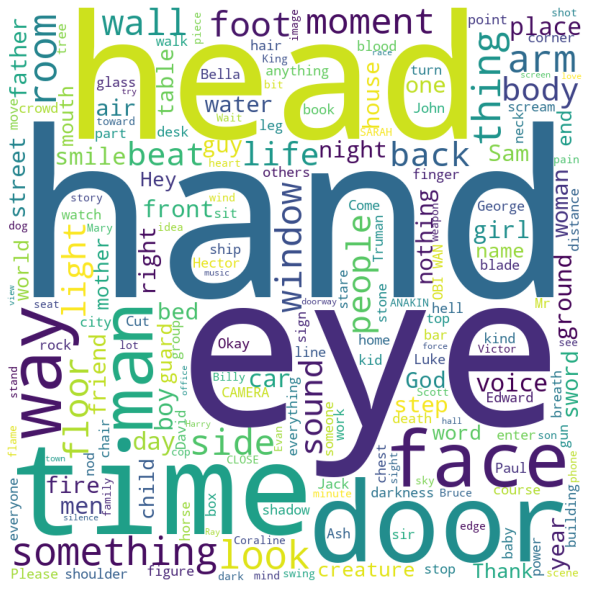 wall
foot
moment
place
father
room
head
arm
thing
body
hand
eye
man
time
door
face
way
floor
light
street
world
smile
beat
life
back
night
guy
Hey
front
window
people
nothing
girl
name
woman
ground
end
Sam
water
house
one
air
table
mouth
Bella
hair
blood
anything
King
image
bit
book
John
point
corner
shot
turn
walk
tree
piece
move
crowd
glass
try
toward
part
desk
leg
Wait
SARAH
race
screen
love
neck
scream
heart
others
finger
pain
story
wind
watch
sit
Mary
idea
dog
mother
right
ship
Hector
music
city
Cut
view
seat
bed
group
lot
rock
friend
guard
boy
day
chair
stand
Come
Truman
weapon
George
blade
distance
stare
stone
ANAKIN
OBI WAN
Mr
hell
top
sign
doorway
line
home
bar
kind
Luke
Victor
force
see
God
voice
sword
Edward
breath
step
word
death
Scott
enter
hall
son
gun
phone
Okay
office
Billy
car
sound
kid
David
Harry
everything
someone
work
CAMERA
Evan
CLOSE
op
side
nod
flame
town
fire
men
child
box
horse
shadow
Jack
minute
chest
sight
sky
darkness
Bruce
Paul
course
year
building
everyone
silence
family
something
look
Ray
Coraline
Ash
sir
edge
baby
power
creature
stop
Thank
scene
Please
shoulder
figure
dark
mind
swing